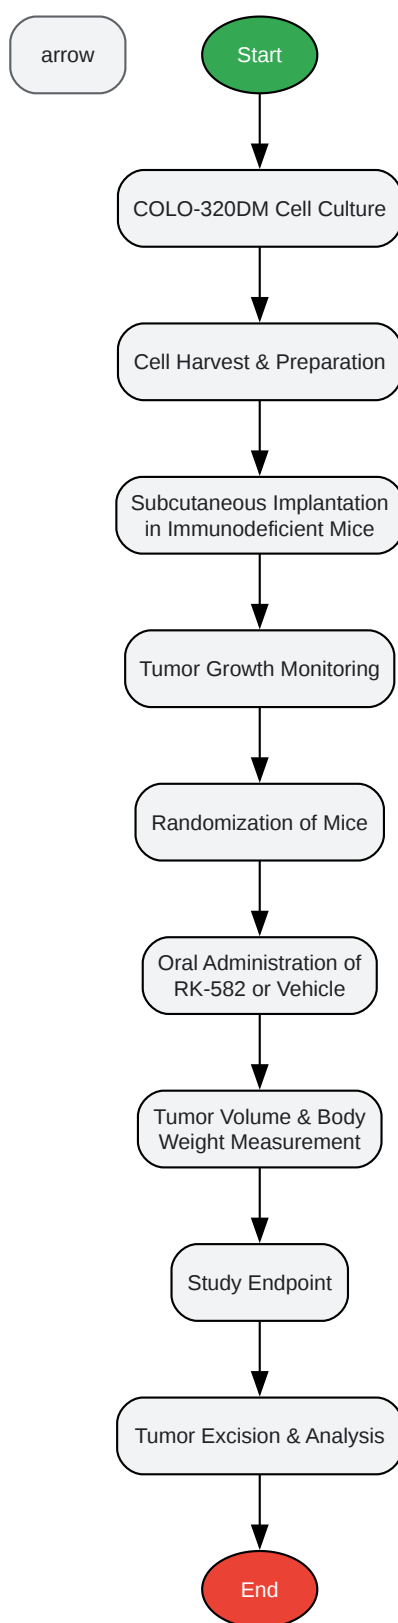 arrow
Start
COLO-320DM Cell Culture
Cell Harvest & Preparation
Subcutaneous Implantation
in Immunodeficient Mice
Tumor Growth Monitoring
Randomization of Mice
Oral Administration of
RK-582 or Vehicle
Tumor Volume & Body
Weight Measurement
Study Endpoint
Tumor Excision & Analysis
End